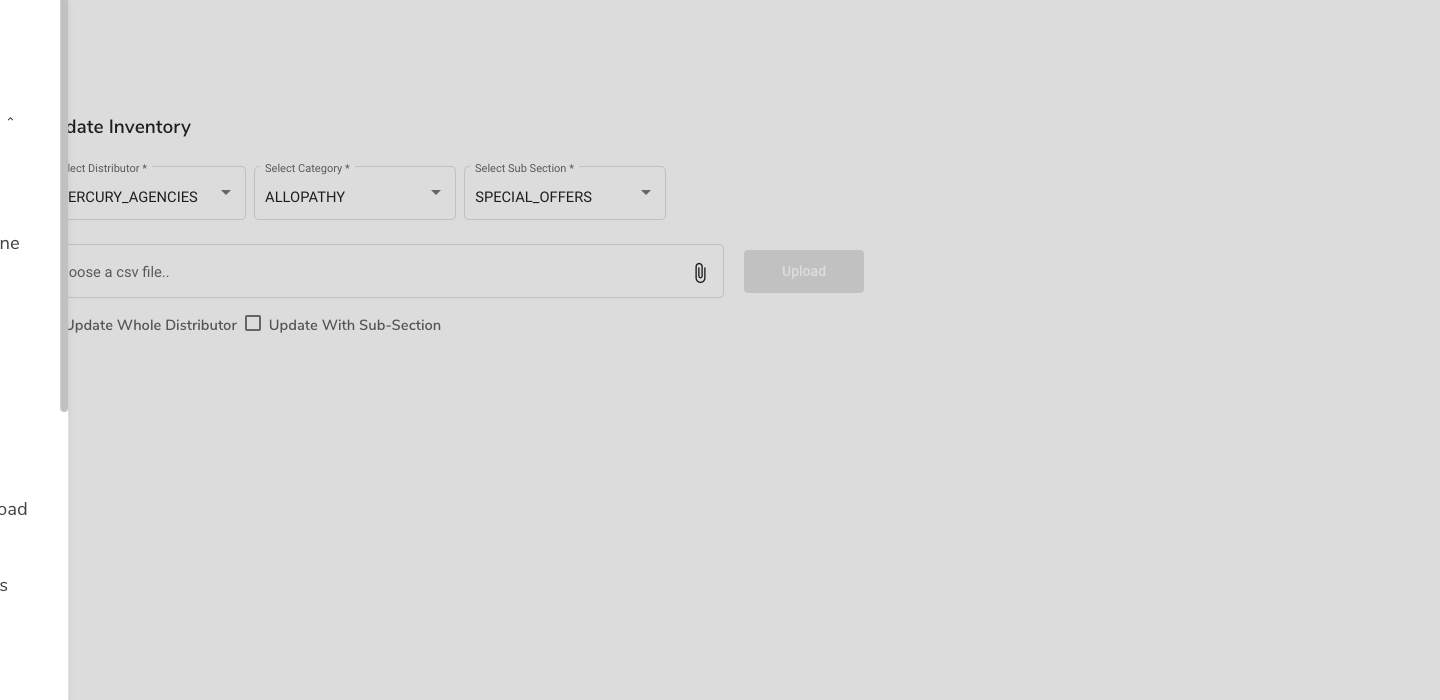 date Inventory
lect Distributor * Select Category * Select Sub Section *
ERCURY_AGENCIES ALLOPATHY SPECIAL_OFFERS
ne
oose a csv file.. Upload
Update Whole Distributor Update With Sub-Section
oad
s